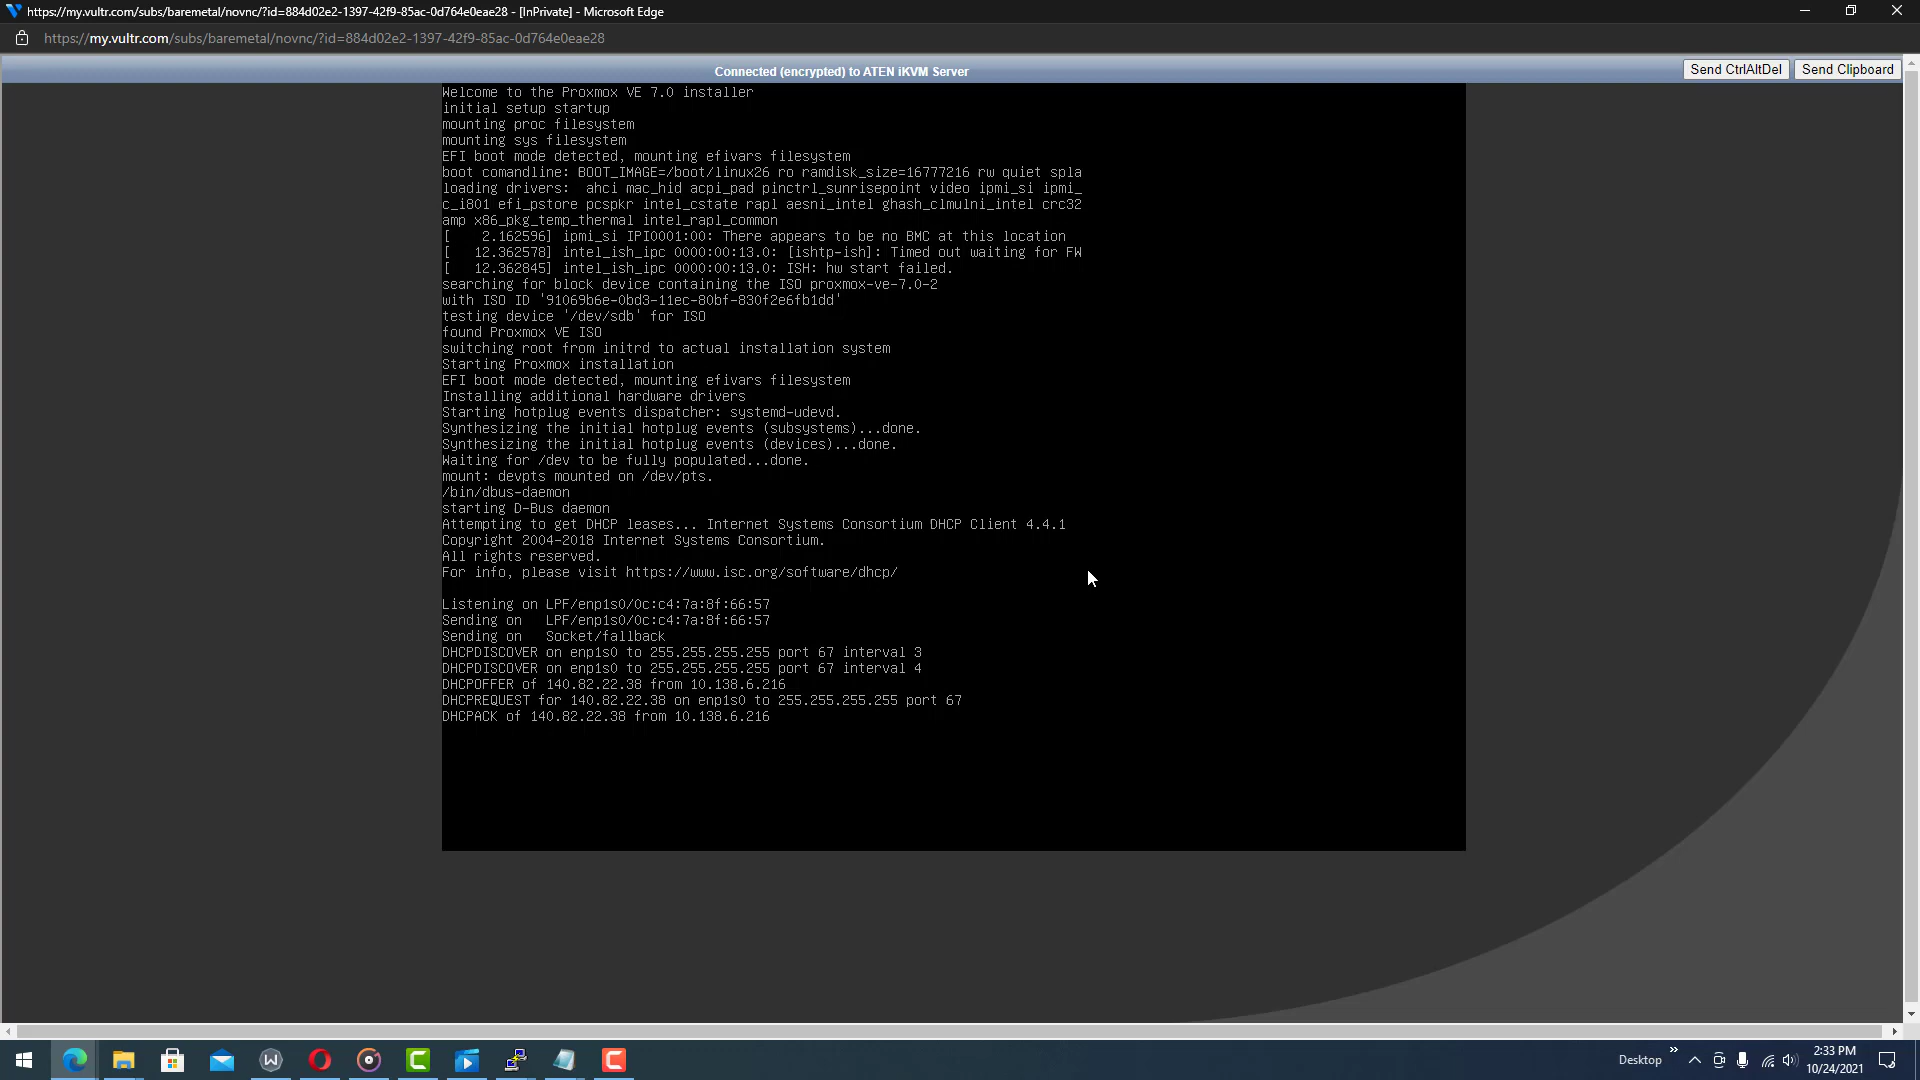 https://my.vultr.com/subs/baremetal/novnc/?id=884d02e2-1397-42f9-85ac-0d764e0eae28 - [InPrivate] - Microsoft Edge
https://my.vultr.com/subs/baremetal/novnc/?id=884d02e2-1397-42f9-85ac-0d764e0eae28
Connected (encrypted) to ATEN iKVM Server
Send CtrlAltDel
Send Clipboard
Welcome to the Proxmox VE 7.0 installer
initial setup startup
mounting proc filesystem
mounting sys filesystem
EFI boot mode detected, mounting efivars filesystem
boot comandline: BOOT_IMAGE=/boot/linux26 ro ramdisk_size=16777216 rw quiet spla
loading drivers:  ahci mac_hid acpi_pad pinctrl_sunrisepoint video ipmi_si ipmi_
c_i801 efi_pstore pcspkr intel_cstate rapl aesni_intel ghash_clmulni_intel crc32
amp x86_pkg_temp_thermal intel_rapl_common
[    2.162596] ipmi_si IPI0001:00: There appears to be no BMC at this location
[   12.362578] intel_ish_ipc 0000:00:13.0: [ishtp-ish]: Timed out waiting for FW
[   12.362845] intel_ish_ipc 0000:00:13.0: ISH: hw start failed.
searching for block device containing the ISO proxmox-ve-7.0-2
with ISO ID '91069b6e-0bd3-11ec-80bf-830f2e6fb1dd'
testing device '/dev/sdb' for ISO
found Proxmox VE ISO
switching root from initrd to actual installation system
Starting Proxmox installation
EFI boot mode detected, mounting efivars filesystem
Installing additional hardware drivers
Starting hotplug events dispatcher: systemd-udevd.
Synthesizing the initial hotplug events (subsystems)...done.
Synthesizing the initial hotplug events (devices)...done.
Waiting for /dev to be fully populated...done.
mount: devpts mounted on /dev/pts.
/bin/dbus-daemon
starting D-Bus daemon
Attempting to get DHCP leases... Internet Systems Consortium DHCP Client 4.4.1
Copyright 2004-2018 Internet Systems Consortium.
All rights reserved.
For info, please visit https://www.isc.org/software/dhcp/
Listening on LPF/enp1s0/0c:c4:7a:8f:66:57
Sending on   LPF/enp1s0/0c:c4:7a:8f:66:57
Sending on   Socket/fallback
DHCPDISCOVER on enp1s0 to 255.255.255.255 port 67 interval 3
DHCPDISCOVER on enp1s0 to 255.255.255.255 port 67 interval 4
DHCPOFFER of 140.82.22.38 from 10.138.6.216
DHCPREQUEST for 140.82.22.38 on enp1s0 to 255.255.255.255 port 67
DHCPACK of 140.82.22.38 from 10.138.6.216
Desktop
2:33 PM
10/24/2021